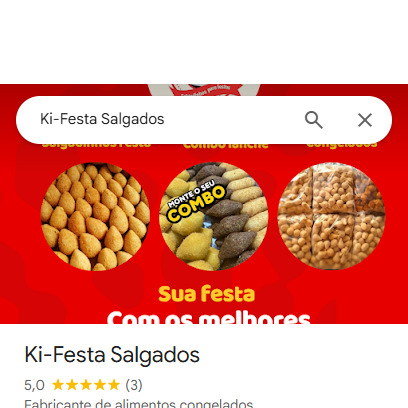 Ki-Festa Salgados
Salgadinhos Festa
Combo lanche
Congelados
MONTE O SEU
COMBO
Sua festa
Com os melhores
Ki-Festa Salgados
5,0 ★★★★★ (3)
Fabricante de alimentos congelados